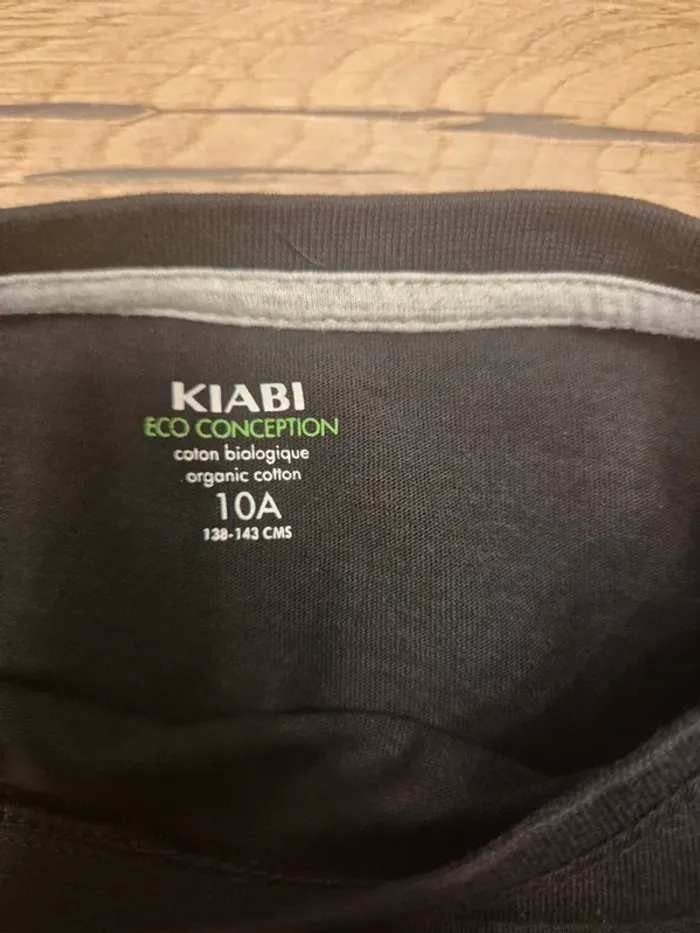 KIABI
ECO CONCEPTION
coton biologique
organic cotton
10A
138-143 CMS